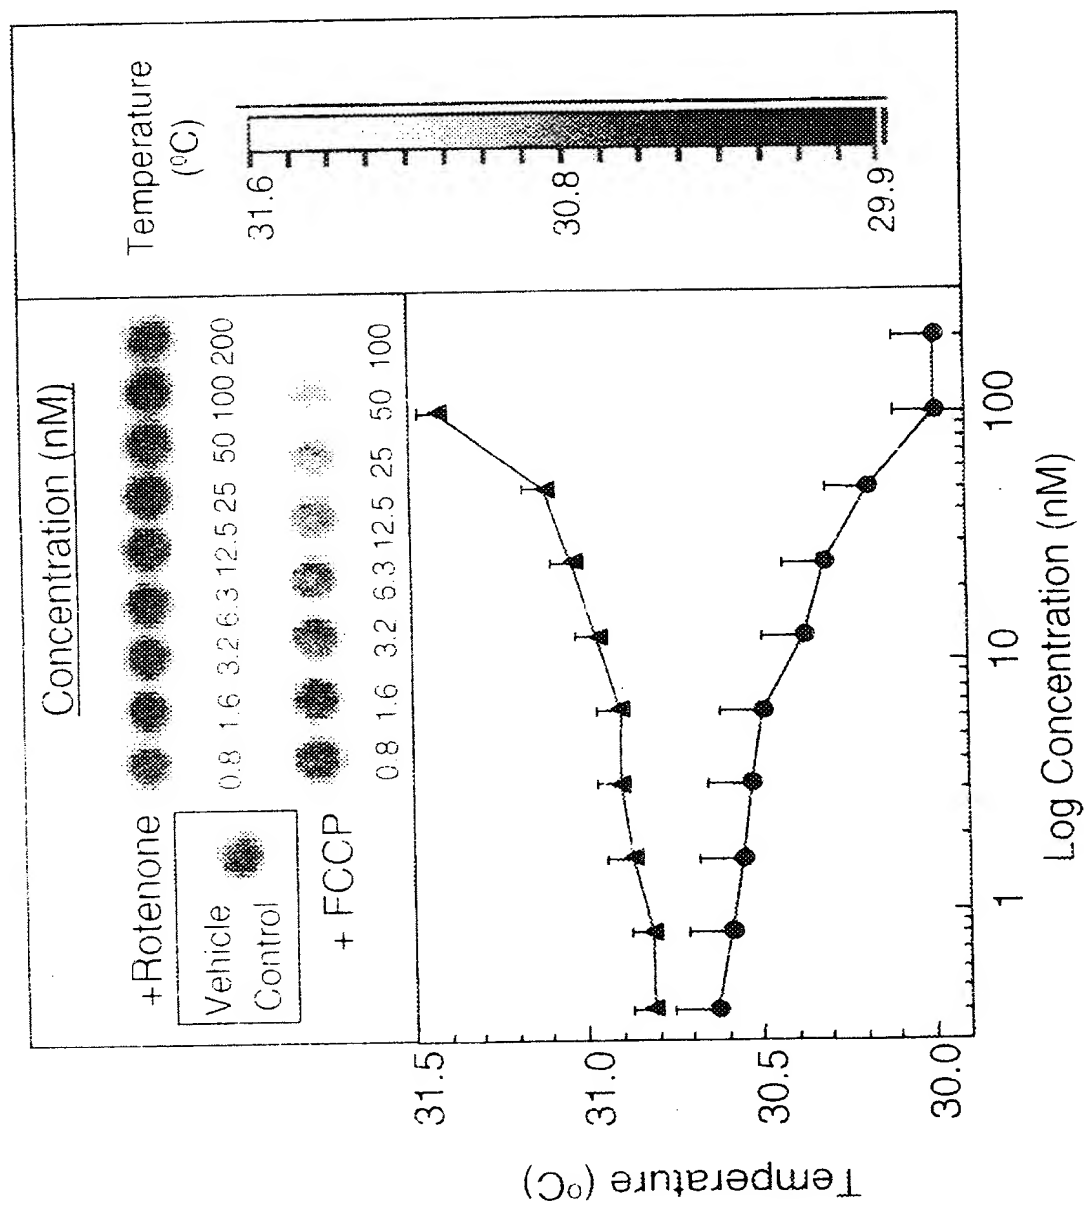 Concentration (nM)
+Rotenone
0.8 1.6 3.2 6.3 12.5 25 50 100 200
Vehicle
Control
+ FCCP
0.8 1.6 3.2 6.3 12.5 25 50 100
Temperature
(⁰C)
31.6
30.8
29.9
Temperature (⁰C)
31.5
31.0
30.5
30.0
1 10 100
Log Concentration (nM)